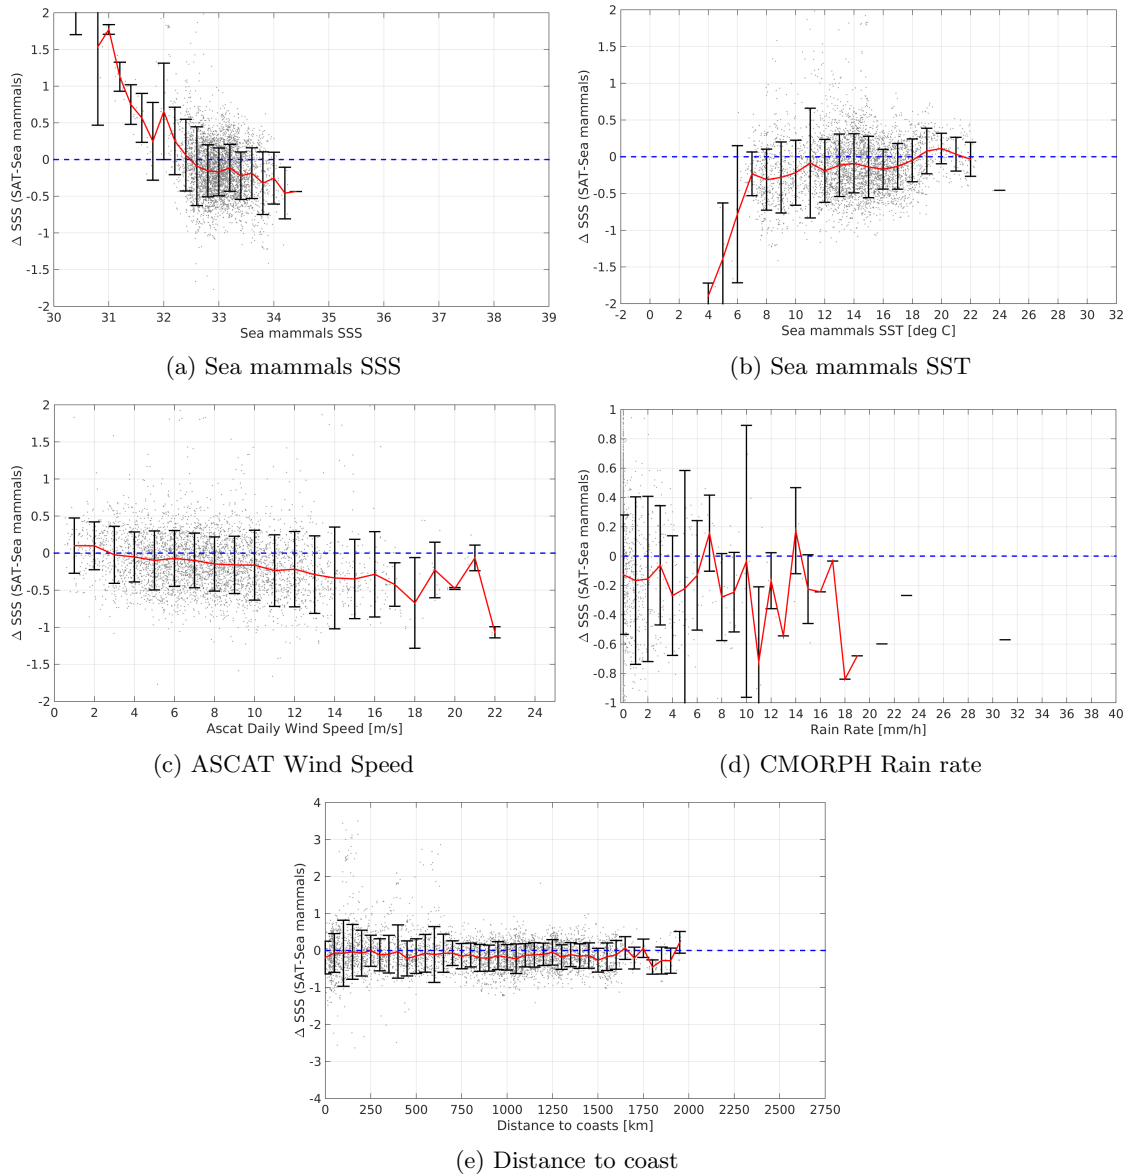 2
1.5
1
0.5
0
-0.5
-1
-1.5
-2
Δ SSS (SAT-Sea mammals)
30 31 32 33 34 35 36 37 38 39
Sea mammals SSS
(a) Sea mammals SSS
2
1.5
1
0.5
0
-0.5
-1
-1.5
-2
Δ SSS (SAT-Sea mammals)
-2 0 2 4 6 8 10 12 14 16 18 20 22 24 26 28 30 32
Sea mammals SST [deg C]
(b) Sea mammals SST
2
1.5
1
0.5
0
-0.5
-1
-1.5
-2
Δ SSS (SAT-Sea mammals)
0 2 4 6 8 10 12 14 16 18 20 22 24
Ascat Daily Wind Speed [m/s]
(c) ASCAT Wind Speed
1
0.8
0.6
0.4
0.2
0
-0.2
-0.4
-0.6
-0.8
-1
Δ SSS (SAT-Sea mammals)
0 2 4 6 8 10 12 14 16 18 20 22 24 26 28 30 32 34 36 38 40
Rain Rate [mm/h]
(d) CMORPH Rain rate
4
3
2
1
0
-1
-2
-3
-4
Δ SSS (SAT-Sea mammals)
0 250 500 750 1000 1250 1500 1750 2000 2250 2500 2750
Distance to coasts [km]
(e) Distance to coast